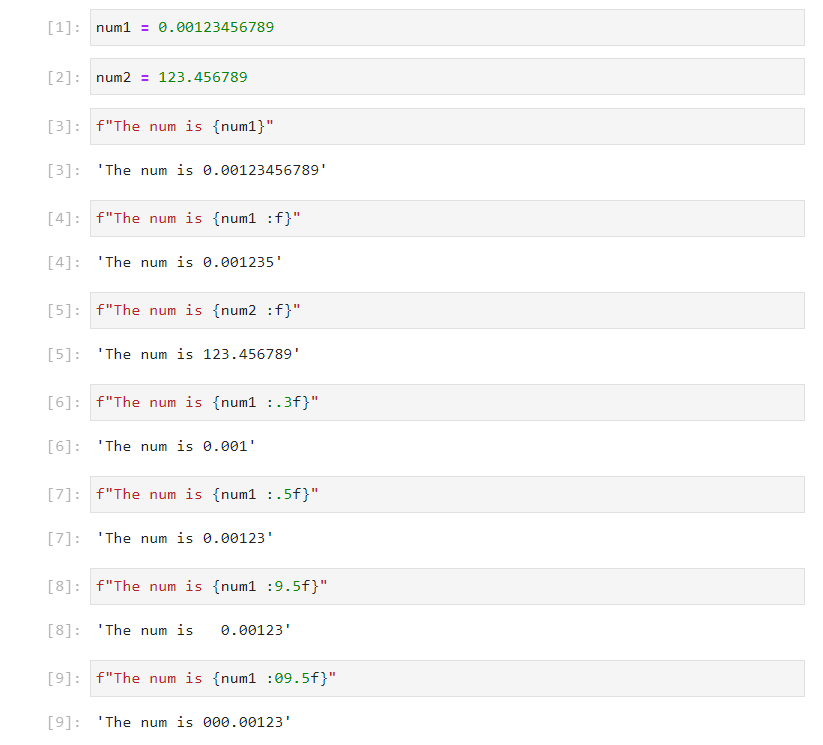 [1]: num1 = 0.00123456789
[2]: num2 = 123.456789
[3]: f"The num is {num1}"
[3]: 'The num is 0.00123456789'
[4]: f"The num is {num1 :f}"
[4]: 'The num is 0.001235'
[5]: f"The num is {num2 :f}"
[5]: 'The num is 123.456789'
[6]: f"The num is {num1 :.3f}"
[6]: 'The num is 0.001'
[7]: f"The num is {num1 :.5f}"
[7]: 'The num is 0.00123'
[8]: f"The num is {num1 :9.5f}"
[8]: 'The num is   0.00123'
[9]: f"The num is {num1 :09.5f}"
[9]: 'The num is 000.00123'